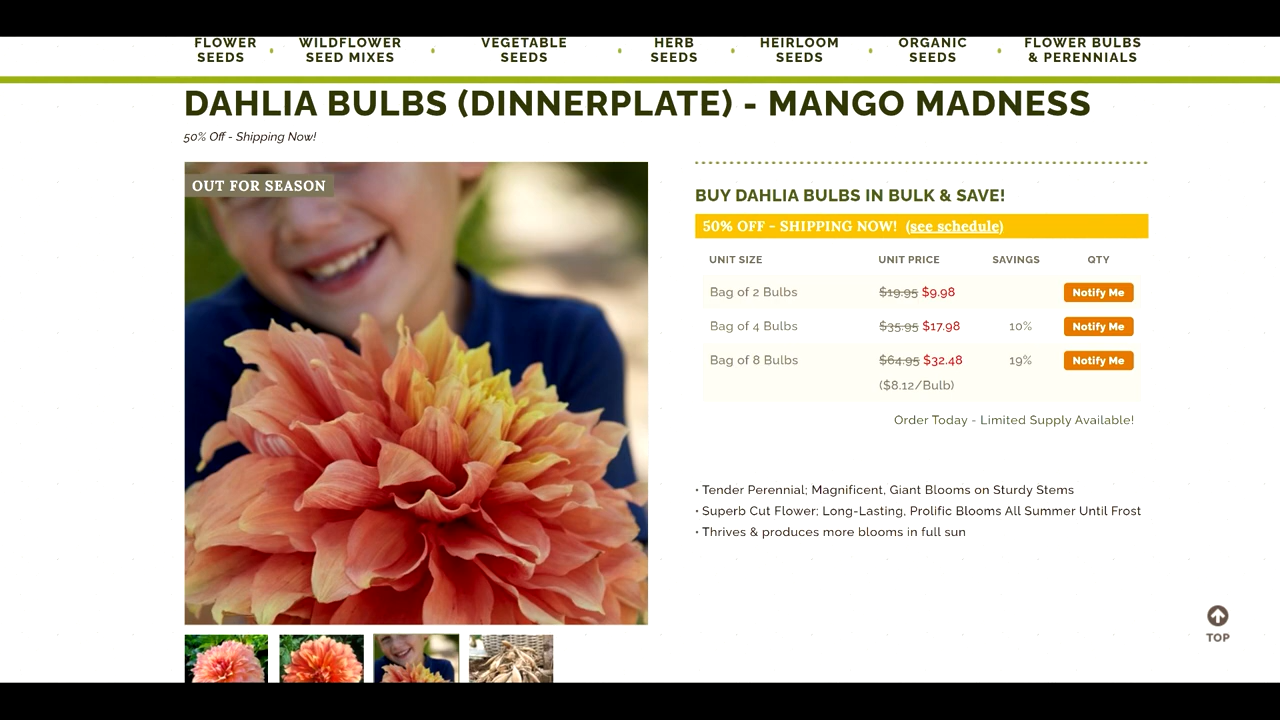 FLOWER SEEDS
WILDFLOWER SEED MIXES
VEGETABLE SEEDS
HERB SEEDS
HEIRLOOM SEEDS
ORGANIC SEEDS
FLOWER BULBS & PERENNIALS
DAHLIA BULBS (DINNERPLATE) - MANGO MADNESS
50% Off - Shipping Now!
OUT FOR SEASON
BUY DAHLIA BULBS IN BULK & SAVE!
50% OFF - SHIPPING NOW! (see schedule)
UNIT SIZE UNIT PRICE SAVINGS QTY
Bag of 2 Bulbs $19.95 $9.98 Notify Me
Bag of 4 Bulbs $35.95 $17.98 10% Notify Me
Bag of 8 Bulbs $64.95 $32.48 19% Notify Me
($8.12/Bulb)
Order Today - Limited Supply Available!
• Tender Perennial; Magnificent, Giant Blooms on Sturdy Stems
• Superb Cut Flower; Long-Lasting, Prolific Blooms All Summer Until Frost
• Thrives & produces more blooms in full sun
TOP